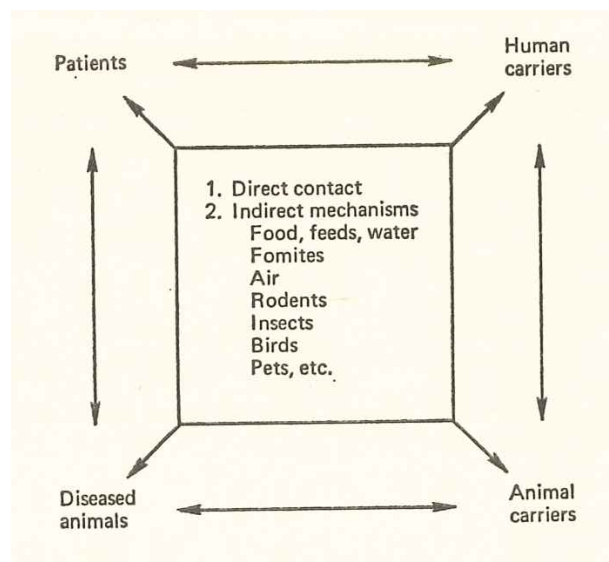 Patients
Human
carriers
1. Direct contact
2. Indirect mechanisms
Food, feeds, water
Fomites
Air
Rodents
Insects
Birds
Pets, etc.
Diseased
animals
Animal
carriers